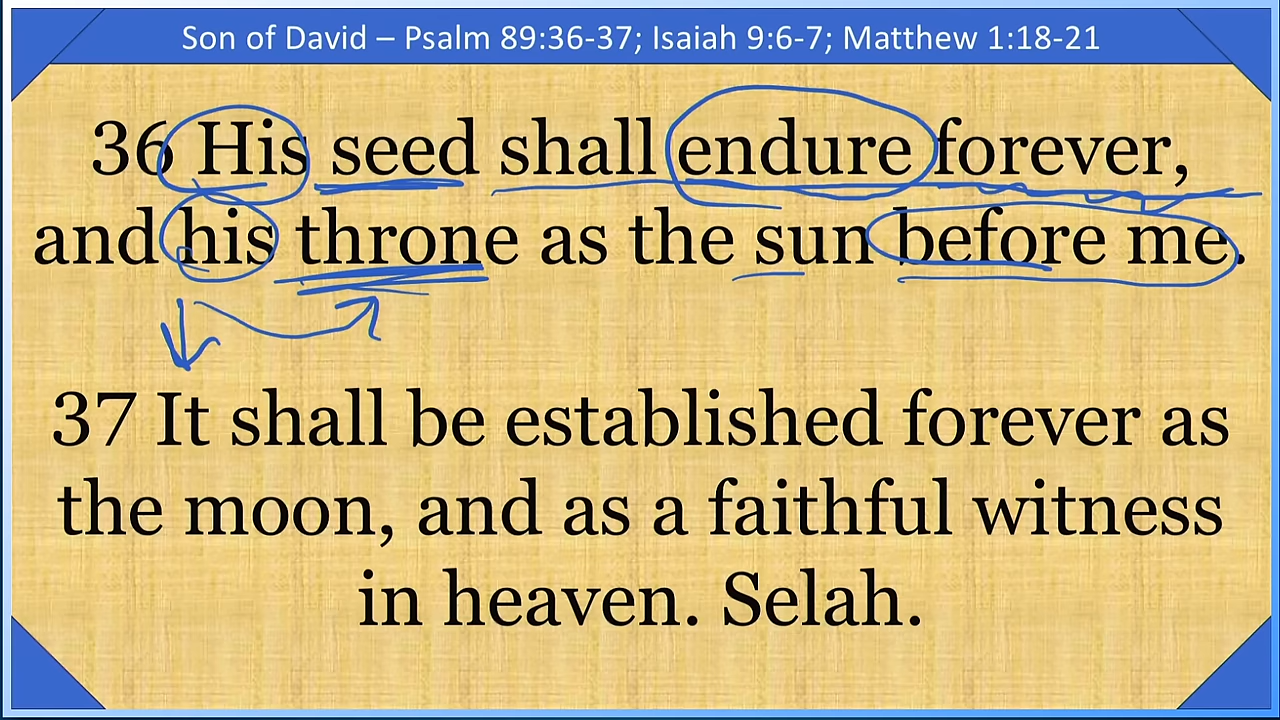 Son of David – Psalm 89:36-37; Isaiah 9:6-7; Matthew 1:18-21
36 His seed shall endure forever,
and his throne as the sun before me.
37 It shall be established forever as
the moon, and as a faithful witness
in heaven. Selah.